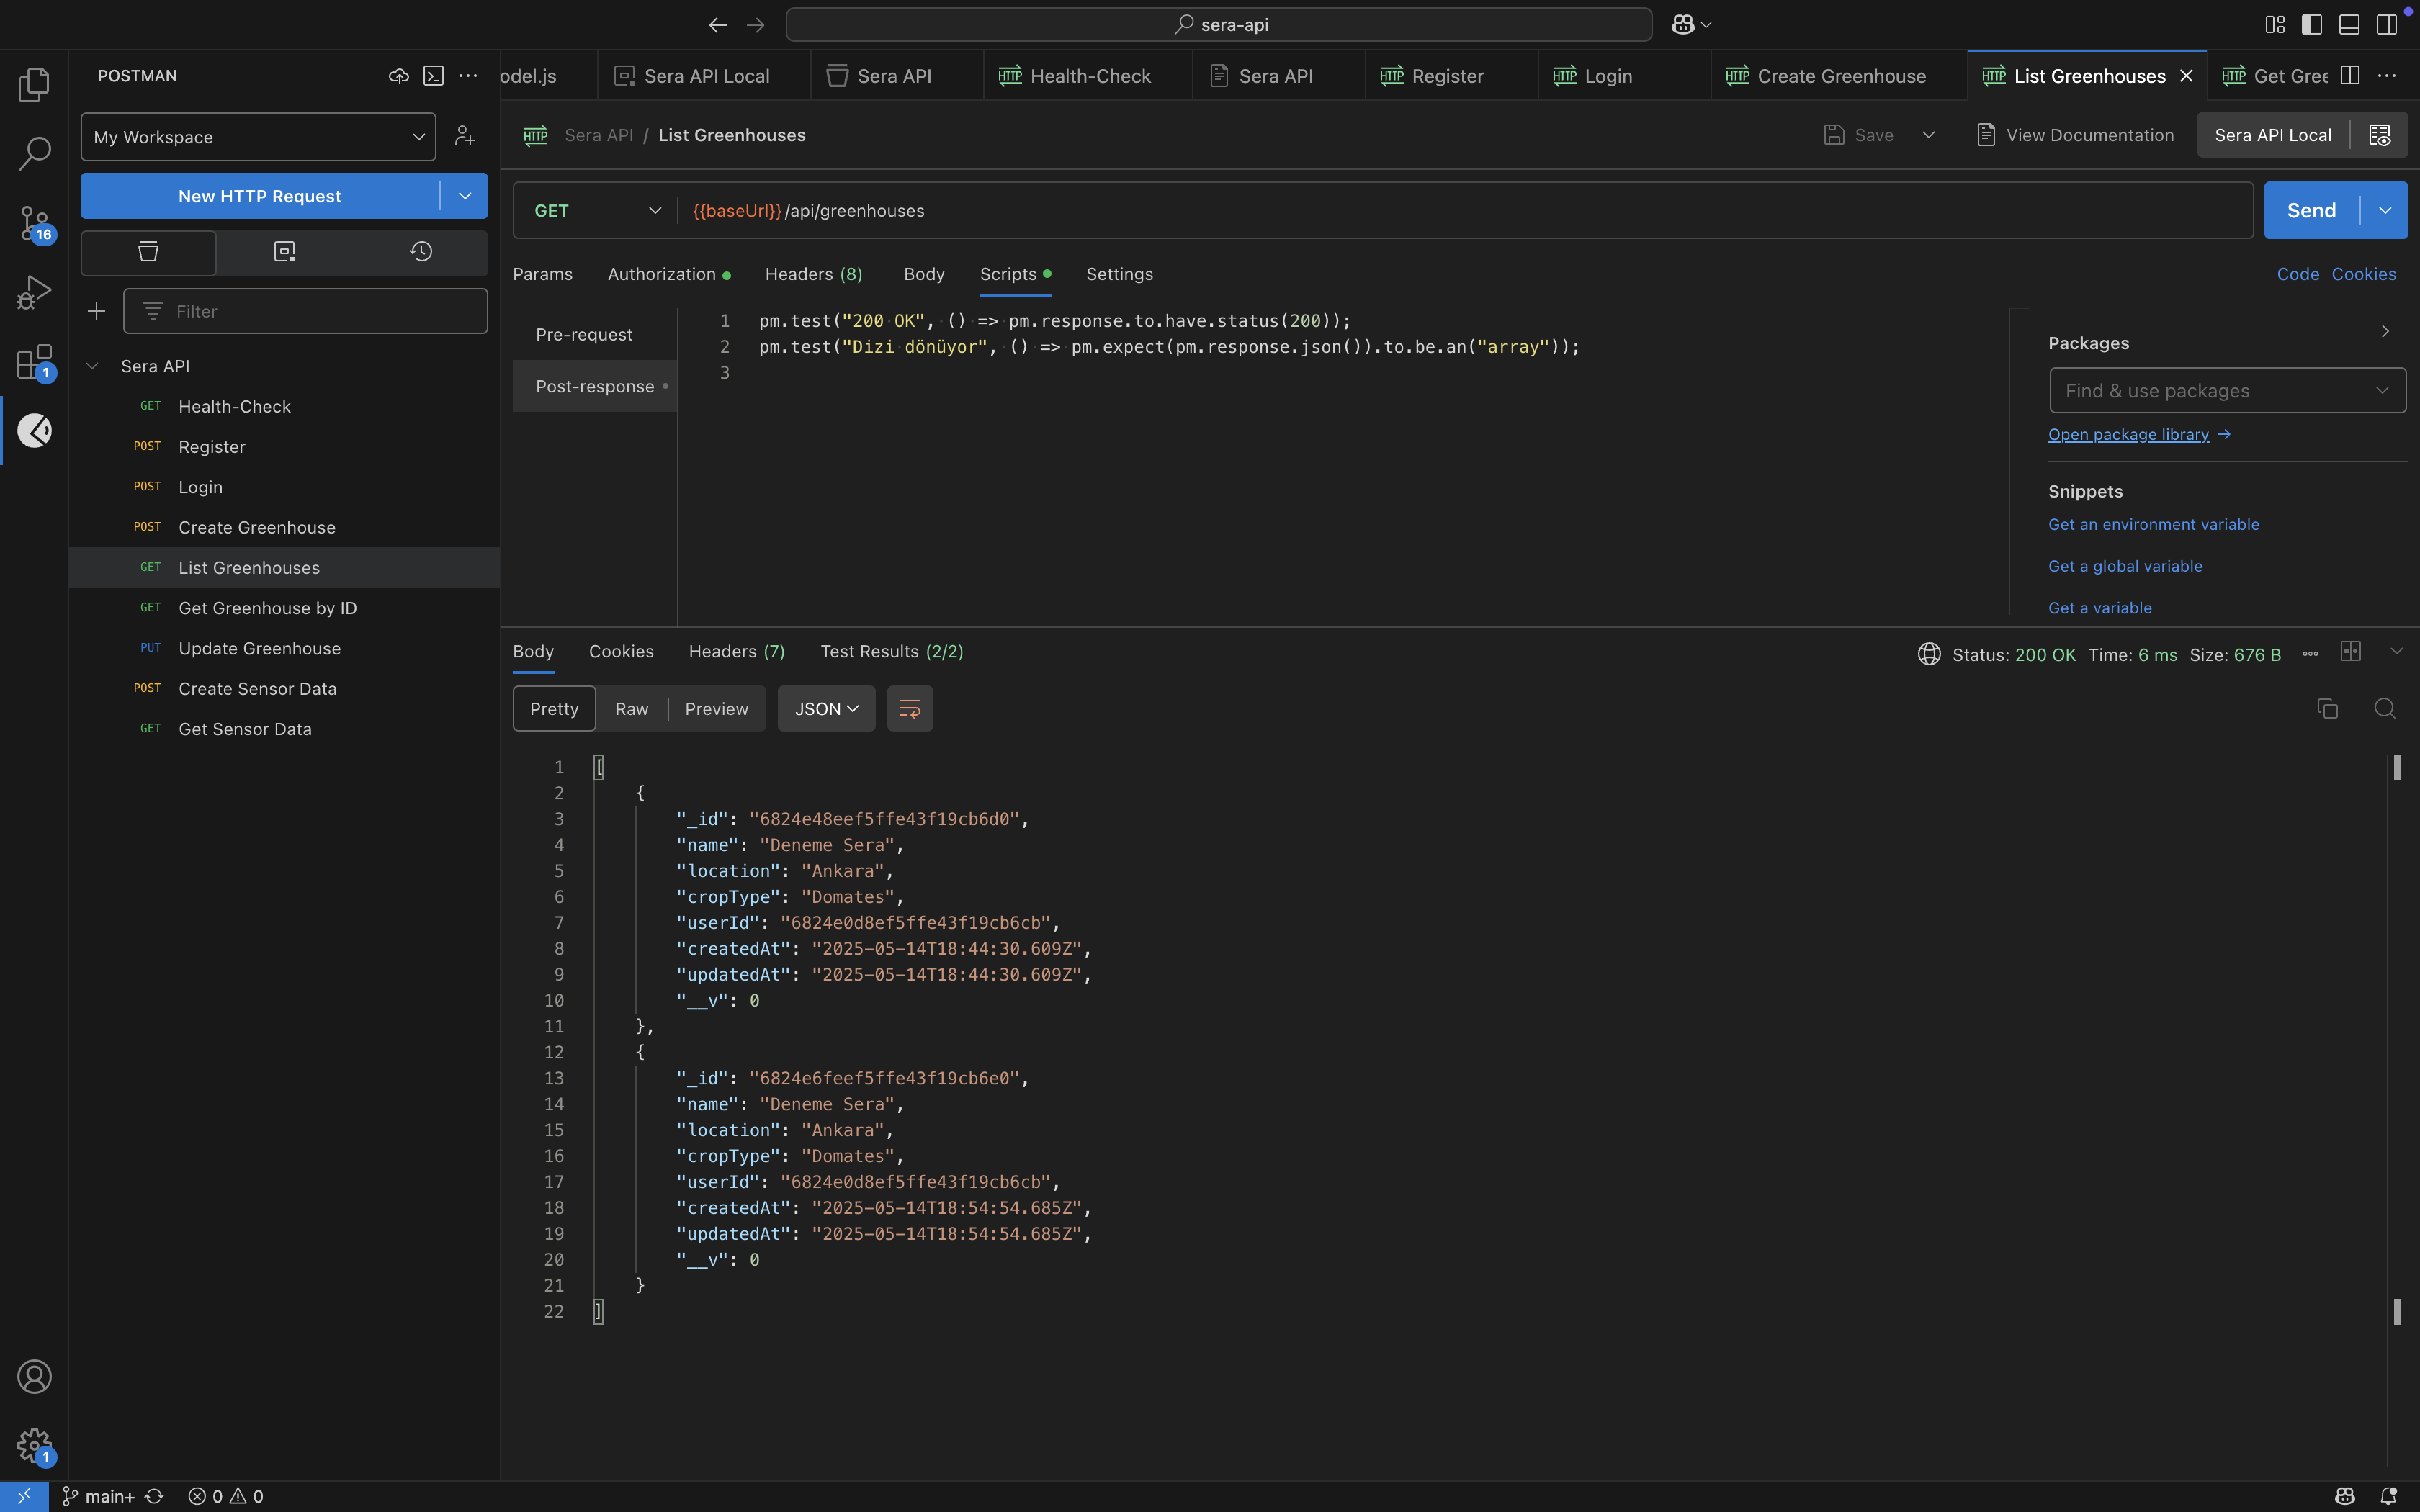 sera-api
POSTMAN
My Workspace
New HTTP Request
Filter
Sera API
GET Health-Check
POST Register
POST Login
POST Create Greenhouse
GET List Greenhouses
GET Get Greenhouse by ID
PUT Update Greenhouse
POST Create Sensor Data
GET Get Sensor Data
16
1
1
odel.js
Sera API Local
Sera API
HTTP Health-Check
Sera API
HTTP Register
HTTP Login
HTTP Create Greenhouse
HTTP List Greenhouses
HTTP Get Gree
HTTP Sera API / List Greenhouses
Save
View Documentation
Sera API Local
GET {{baseUrl}}/api/greenhouses
Send
Params Authorization Headers (8) Body Scripts Settings
Code Cookies
Pre-request
Post-response
1 pm.test("200 OK", () => pm.response.to.have.status(200));
2 pm.test("Dizi dönüyor", () => pm.expect(pm.response.json()).to.be.an("array"));
3
Packages
Find & use packages
Open package library →
Snippets
Get an environment variable
Get a global variable
Get a variable
Body Cookies Headers (7) Test Results (2/2)
Status: 200 OK Time: 6 ms Size: 676 B
Pretty Raw Preview JSON
1 [
2 {
3 "_id": "6824e48eef5ffe43f19cb6d0",
4 "name": "Deneme Sera",
5 "location": "Ankara",
6 "cropType": "Domates",
7 "userId": "6824e0d8ef5ffe43f19cb6cb",
8 "createdAt": "2025-05-14T18:44:30.609Z",
9 "updatedAt": "2025-05-14T18:44:30.609Z",
10 "__v": 0
11 },
12 {
13 "_id": "6824e6feef5ffe43f19cb6e0",
14 "name": "Deneme Sera",
15 "location": "Ankara",
16 "cropType": "Domates",
17 "userId": "6824e0d8ef5ffe43f19cb6cb",
18 "createdAt": "2025-05-14T18:54:54.685Z",
19 "updatedAt": "2025-05-14T18:54:54.685Z",
20 "__v": 0
21 }
22 ]
main+ 0 0